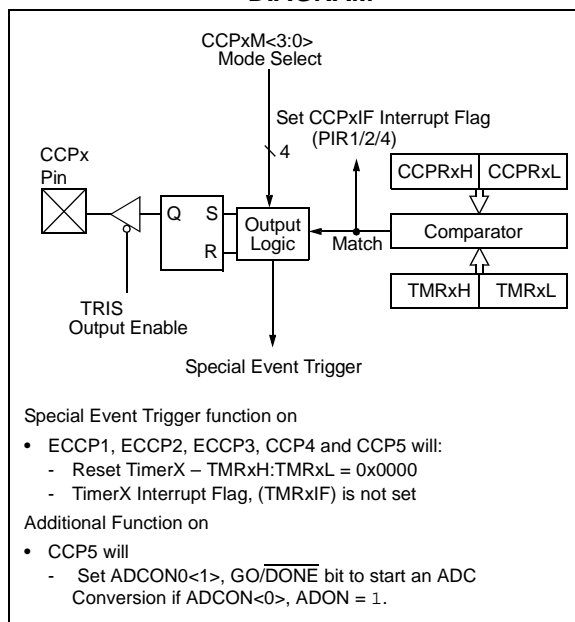 DIAGRAM
CCPxM<3:0>
Mode Select
Set CCPxIF Interrupt Flag
(PIR1/2/4)
4
CCPx
Pin
CCPRxH CCPRxL
Q S
R
Output
Logic
Match
Comparator
TMRxH TMRxL
TRIS
Output Enable
Special Event Trigger
Special Event Trigger function on
• ECCP1, ECCP2, ECCP3, CCP4 and CCP5 will:
- Reset TimerX – TMRxH:TMRxL = 0x0000
- TimerX Interrupt Flag, (TMRxIF) is not set
Additional Function on
• CCP5 will
- Set ADCON0<1>, GO/DONE bit to start an ADC
Conversion if ADCON<0>, ADON = 1.